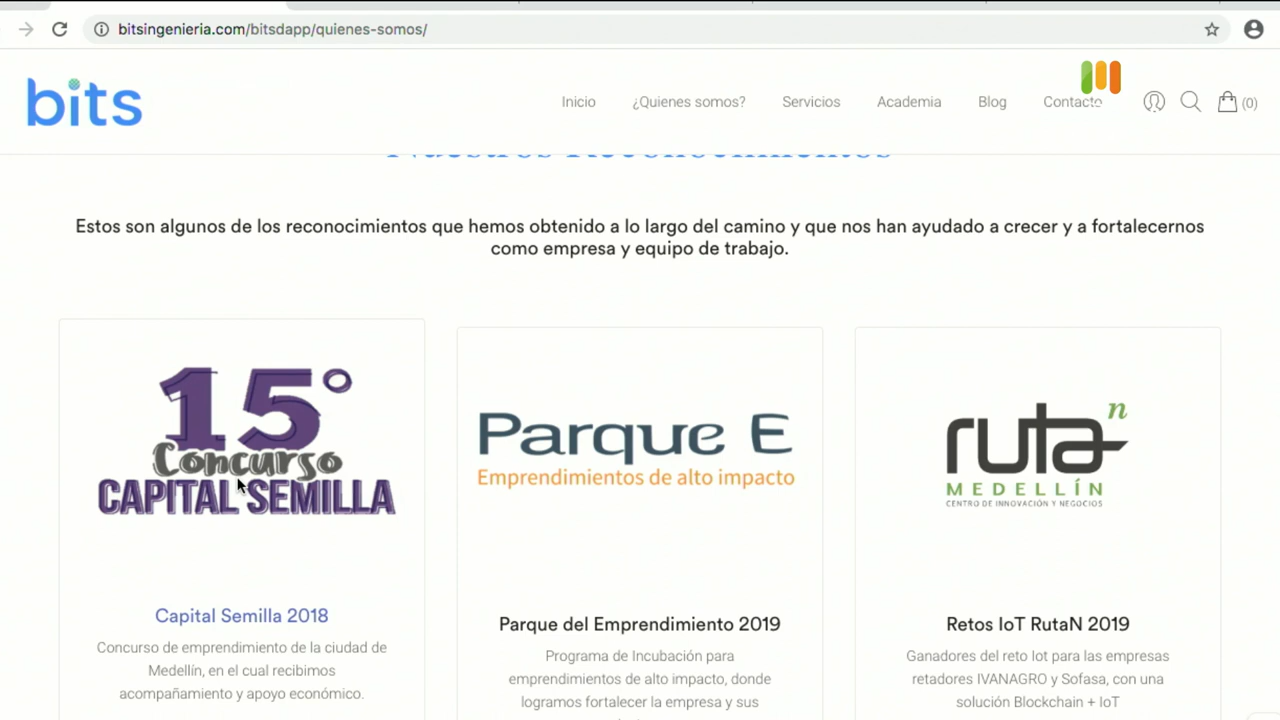 bitsingenieria.com/bitsdapp/quienes-somos/
bits
Inicio
¿Quienes somos?
Servicios
Academia
Blog
Contacto
(0)
Nuestros Reconocimientos
Estos son algunos de los reconocimientos que hemos obtenido a lo largo del camino y que nos han ayudado a crecer y a fortalecernos
como empresa y equipo de trabajo.
15°
Concurso
CAPITAL SEMILLA
Capital Semilla 2018
Concurso de emprendimiento de la ciudad de
Medellín, en el cual recibimos
acompañamiento y apoyo económico.
Parque E
Emprendimientos de alto impacto
Parque del Emprendimiento 2019
Programa de Incubación para
emprendimientos de alto impacto, donde
logramos fortalecer la empresa y sus
ruta n
MEDELLÍN
CENTRO DE INNOVACIÓN Y NEGOCIOS
Retos IoT RutaN 2019
Ganadores del reto Iot para las empresas
retadores IVANAGRO y Sofasa, con una
solución Blockchain + IoT